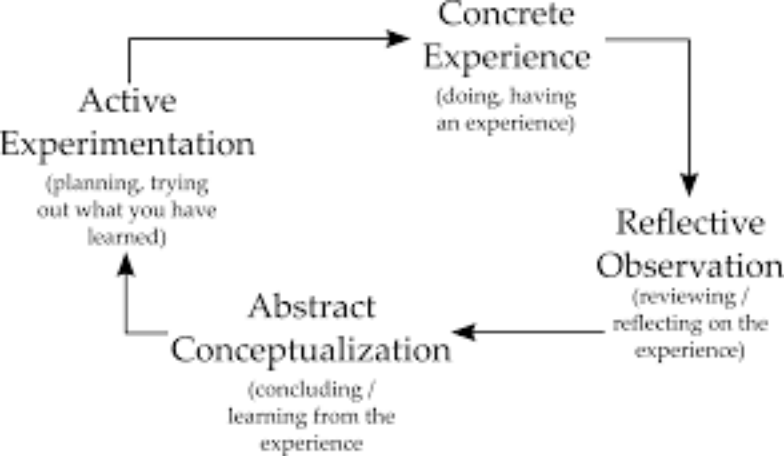 Concrete
Experience
(doing, having
an experience)
Active
Experimentation
(planning, trying
out what you have
learned)
Reflective
Observation
(reviewing /
reflecting on the
experience)
Abstract
Conceptualization
(concluding /
learning from the
experience